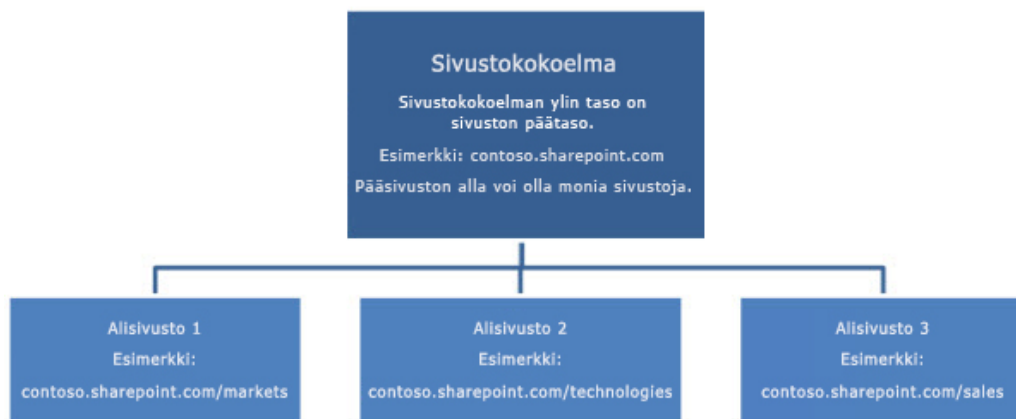 Sivustokokoelma
Sivustokokoelman ylin taso on
sivuston päätaso.
Esimerkki: contoso.sharepoint.com
Pääsivuston alla voi olla monia sivustoja.
Alisivusto 1
Esimerkki:
contoso.sharepoint.com/markets
Alisivusto 2
Esimerkki:
contoso.sharepoint.com/technologies
Alisivusto 3
Esimerkki:
contoso.sharepoint.com/sales